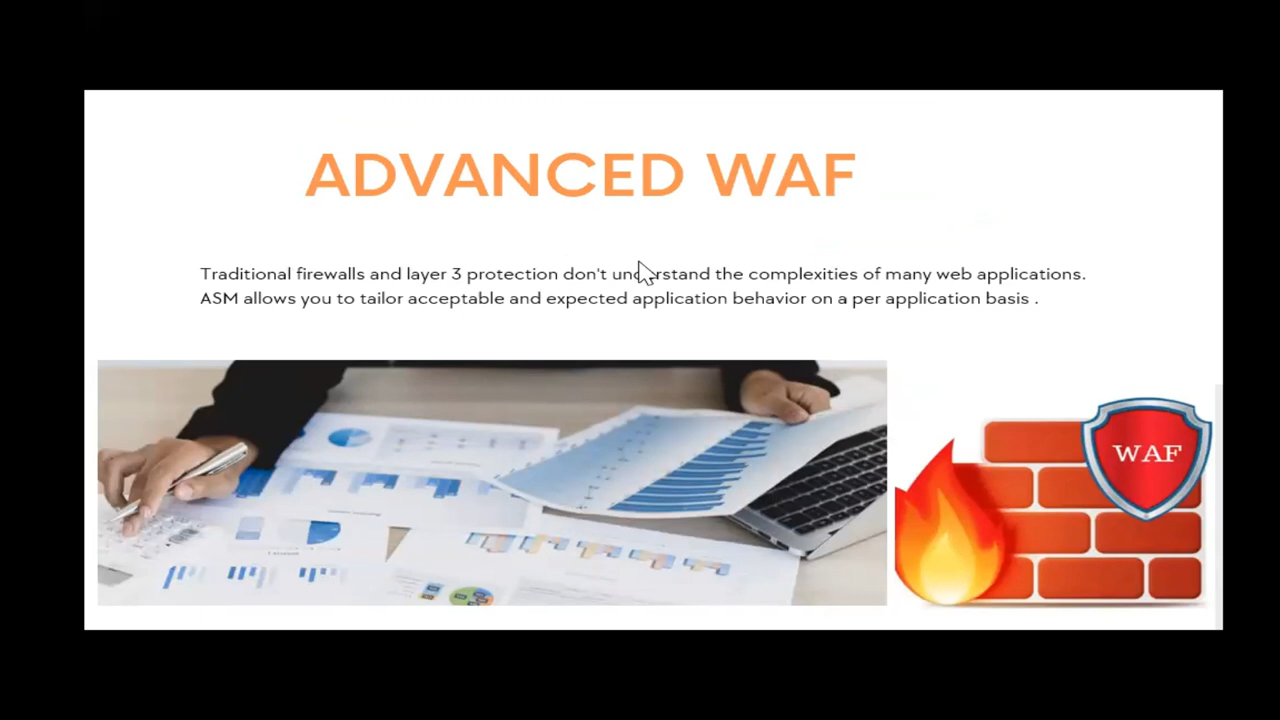 ADVANCED WAF
Traditional firewalls and layer 3 protection don't understand the complexities of many web applications.
ASM allows you to tailor acceptable and expected application behavior on a per application basis .
WAF